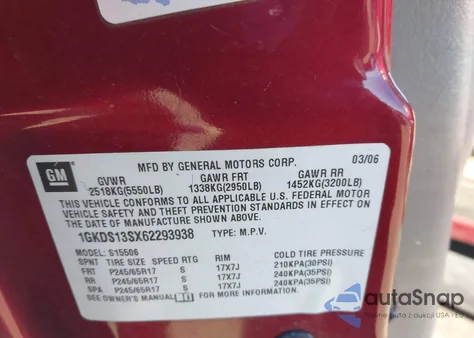 MFD BY GENERAL MOTORS CORP. 03/06
GM
GVWR GAWR FRT GAWR RR
2518KG(5550LB) 1338KG(2950LB) 1452KG(3200LB)
THIS VEHICLE CONFORMS TO ALL APPLICABLE U.S. FEDERAL MOTOR
VEHICLE SAFETY AND THEFT PREVENTION STANDARDS IN EFFECT ON
THE DATE OF MANUFACTURE SHOWN ABOVE.
1GKDS13SX62293938 TYPE: M.P.V.
MODEL: S15506
SPNT TIRE SIZE SPEED RTG RIM COLD TIRE PRESSURE
FRT P245/65R17 S 17X7J 210KPA(30PSI)
RR P245/65R17 S 17X7J 240KPA(35PSI)
SPA P245/65R17 S 17X7J 240KPA(35PSI)
SEE OWNER'S MANUAL FOR MORE INFORMATION
autoSnap
auta z aukcji USA - EU